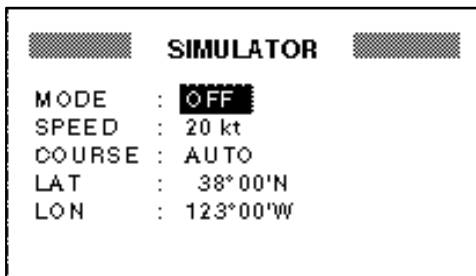 SIMULATOR
MODE : OFF
SPEED : 20 kt
COURSE : AUTO
LAT : 38°00'N
LON : 123°00'W